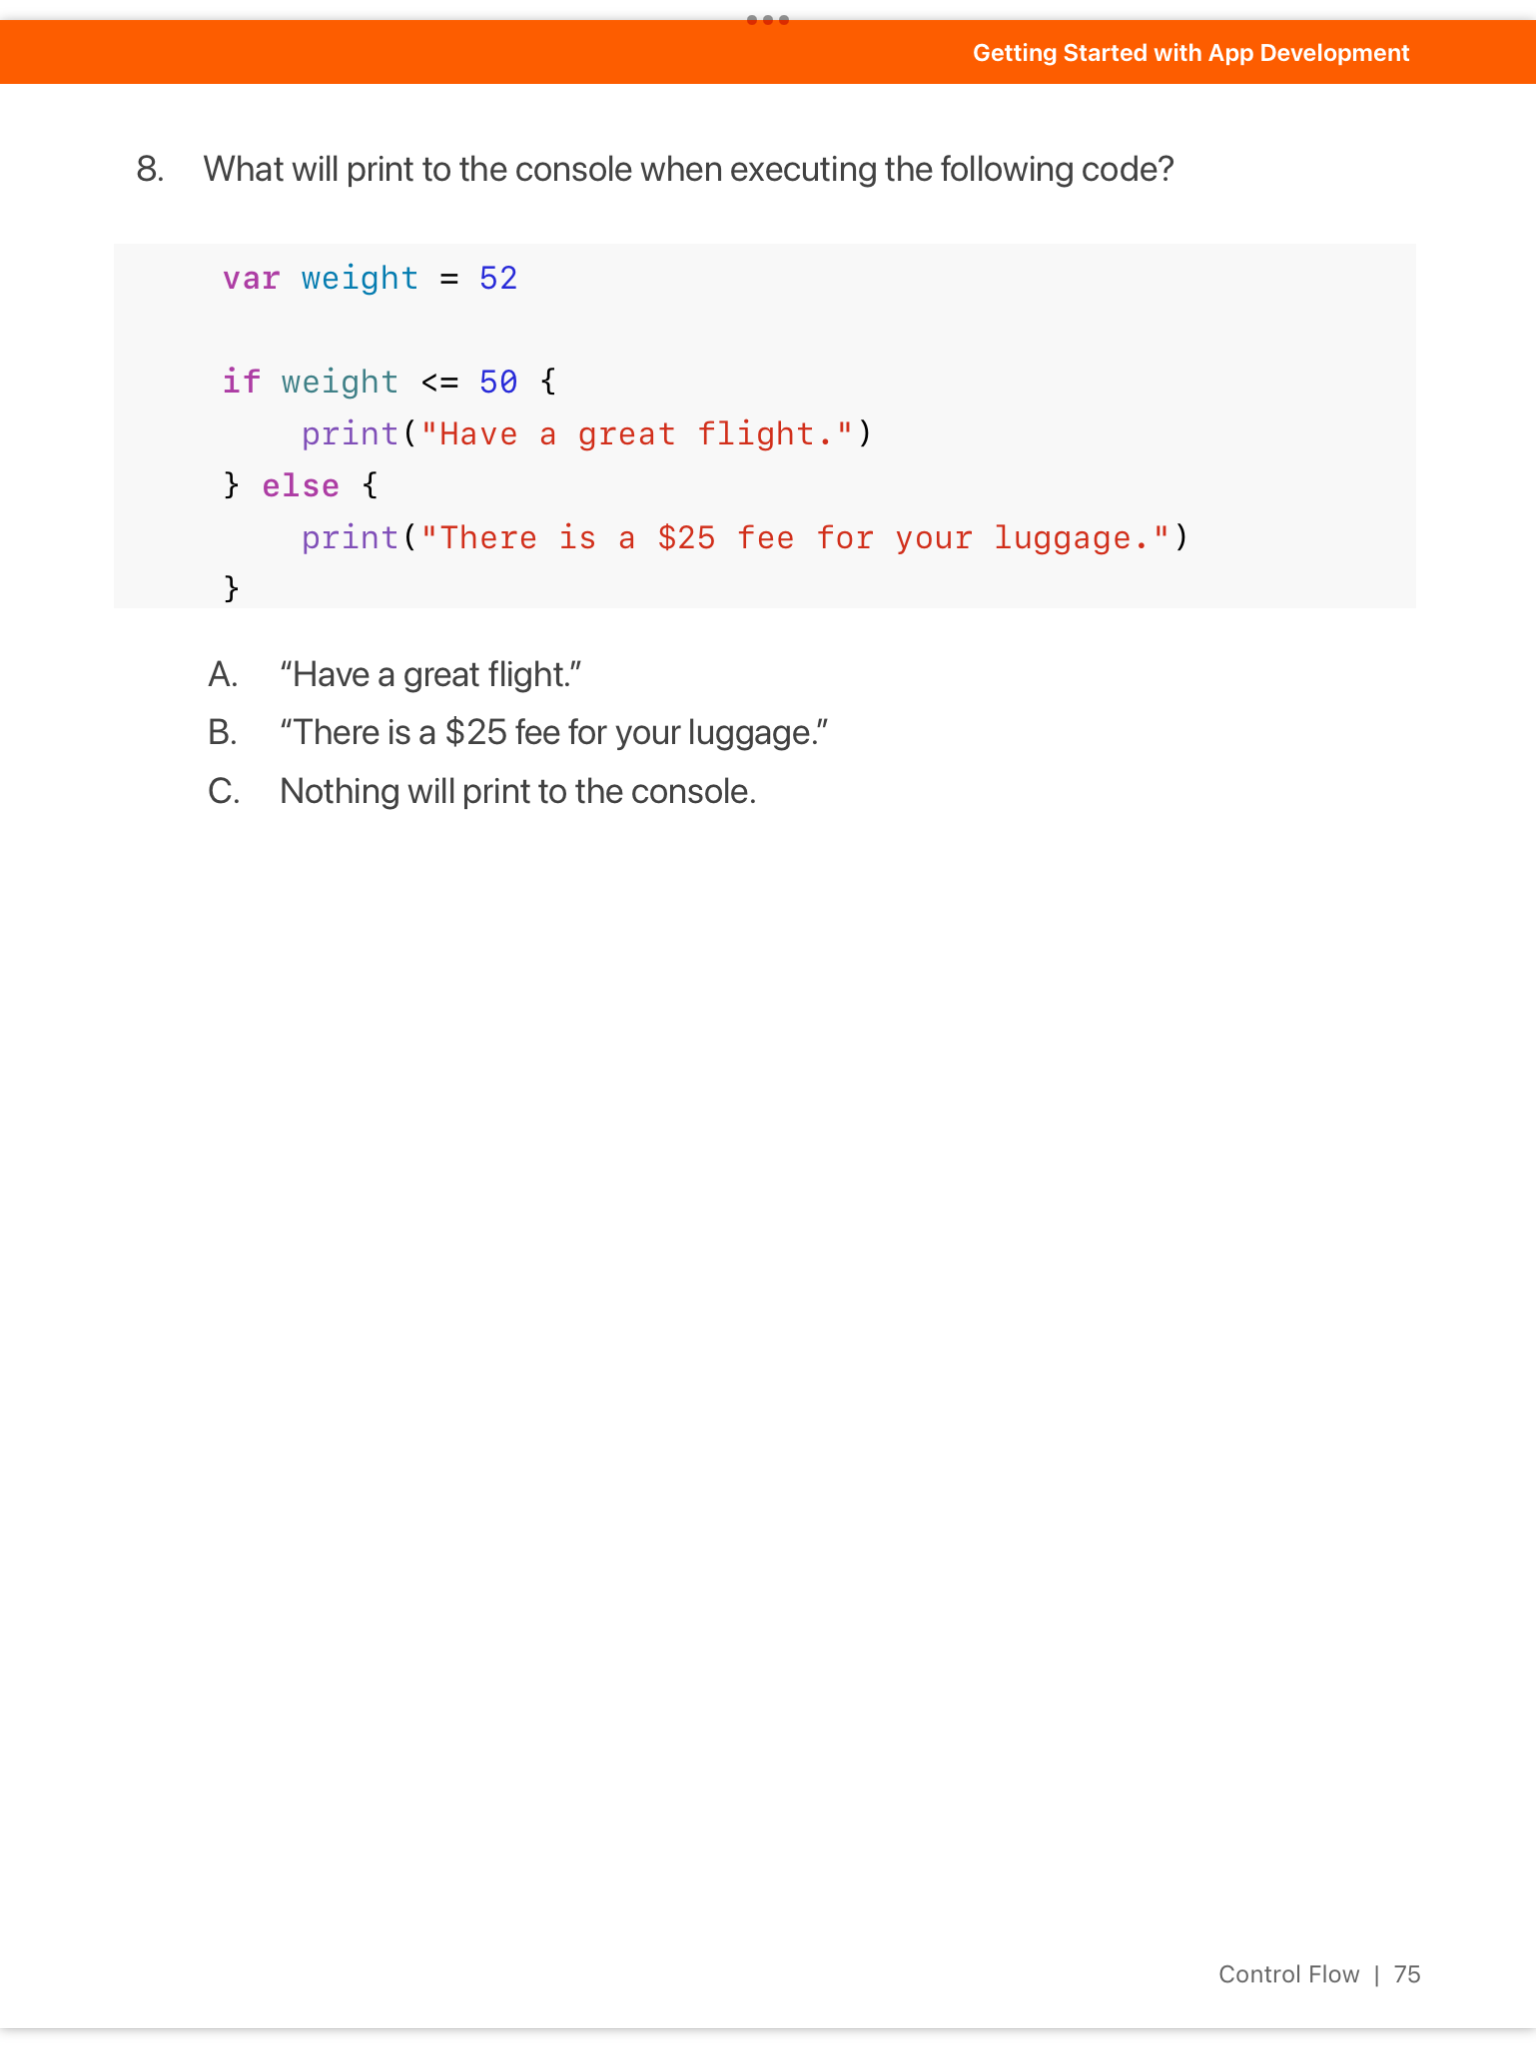 Getting Started with App Development
8. What will print to the console when executing the following code?
var weight = 52
if weight <= 50 {
    print("Have a great flight.")
} else {
    print("There is a $25 fee for your luggage.")
}
A. “Have a great flight.”
B. “There is a $25 fee for your luggage.”
C. Nothing will print to the console.
Control Flow | 75